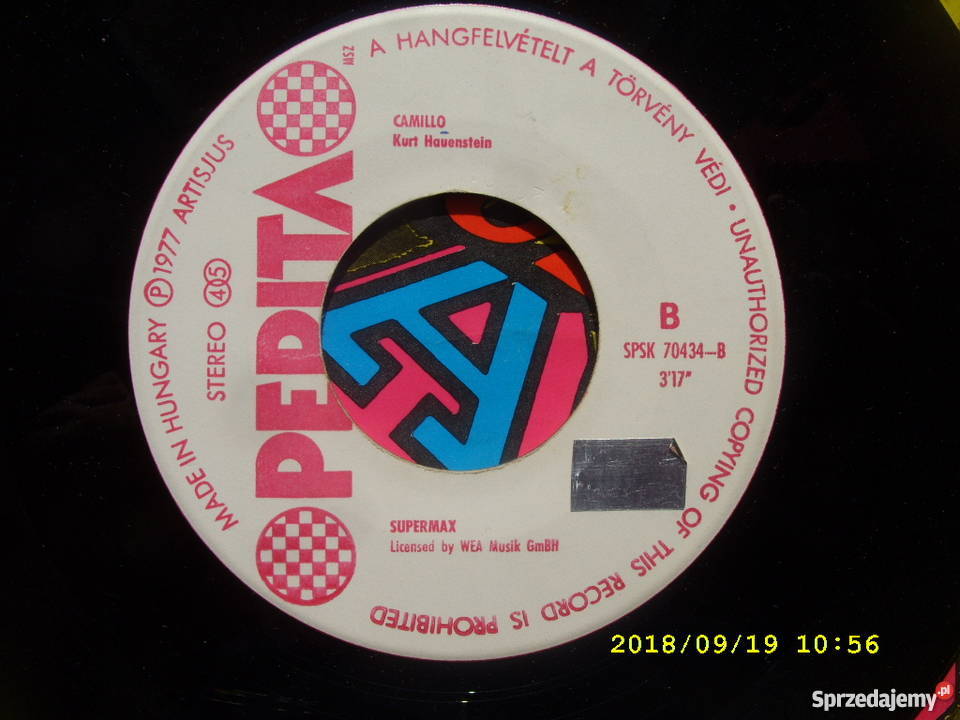 MSZ
A HANGFELVÉTELT A TÖRVÉNY VÉDI • UNAUTHORIZED COPYING OF THIS RECORD IS PROHIBITED
MADE IN HUNGARY Ⓟ 1977 ARTISJUS
STEREO 45
PEPITA
CAMILLO
Kurt Hauenstein
B
SPSK 70434—B
3'17"
SUPERMAX
Licensed by WEA Musik GmBH
2018/09/19 10:56
Sprzedajemy.pl